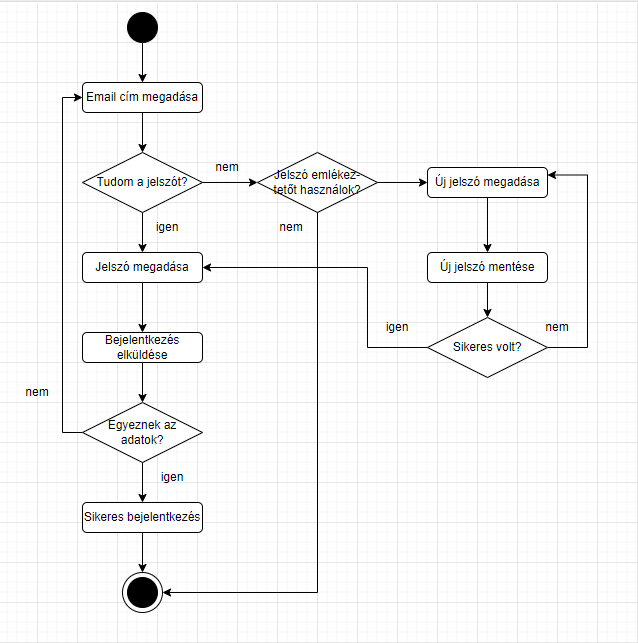 Email cím megadása
Tudom a jelszót?
nem
Jelszó emlékez-
tetőt használok?
Új jelszó megadása
igen
nem
Jelszó megadása
Új jelszó mentése
Bejelentkezés
elküldése
igen
Sikeres volt?
nem
nem
Egyeznek az
adatok?
igen
Sikeres bejelentkezés